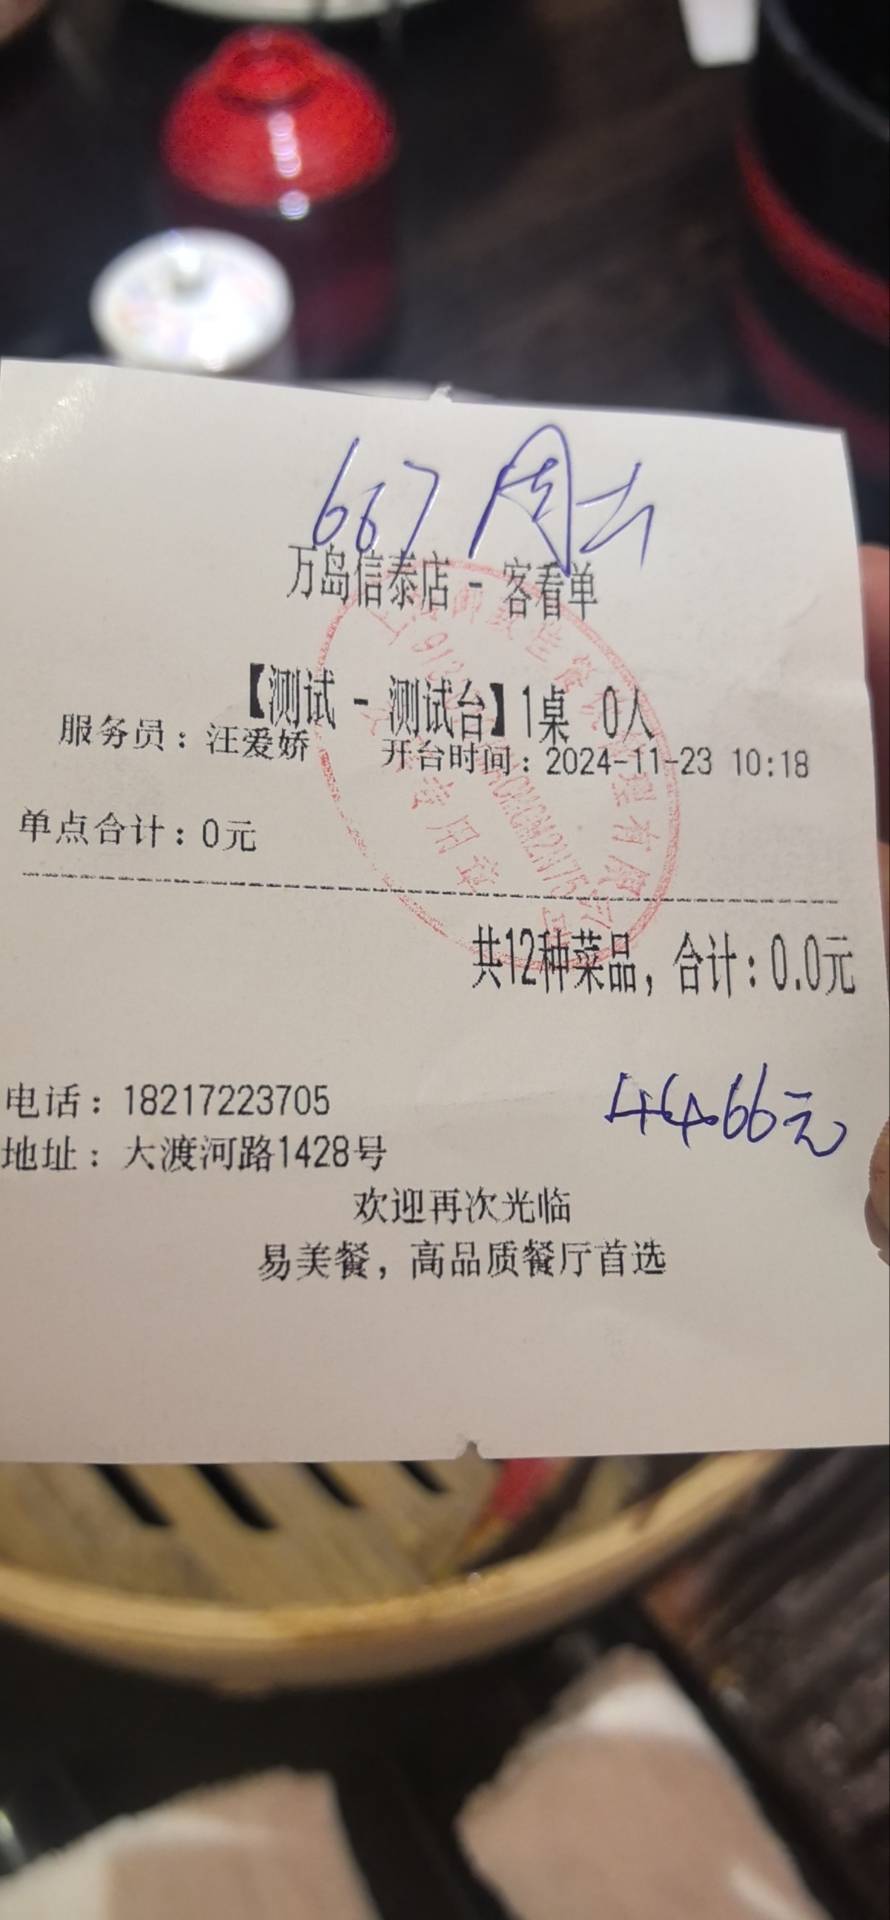 667 周六
万岛信泰店 - 客看单
【测试 - 测试台】1桌 0人
服务员：汪爱娇 开台时间：2024-11-23 10:18
单点合计：0元
共12种菜品，合计：0.0元
4466元
电话：18217223705
地址：大渡河路1428号
欢迎再次光临
易美餐，高品质餐厅首选
专用章